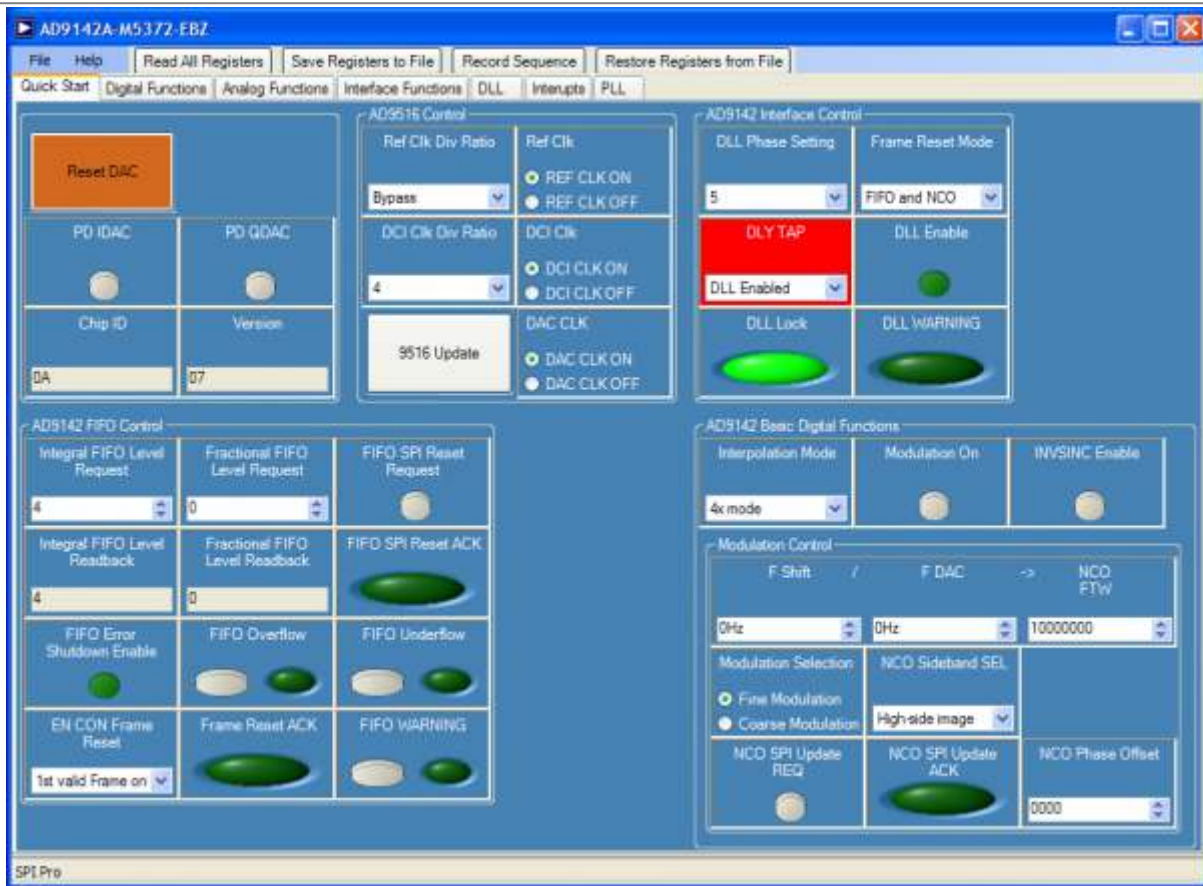 AD9142A-M5372-EBZ
File Help Read All Registers Save Registers to File Record Sequence Restore Registers from File
Quick Start Digital Functions Analog Functions Interface Functions DLL Interupts PLL
Reset DAC
PD IDAC PD QDAC
Chip ID Version
0A 07
AD9516 Control
Ref Clk Div Ratio Ref Clk
REF CLK ON
Bypass REF CLK OFF
DCI Clk Div Ratio DCI Clk
DCI CLK ON
4 DCI CLK OFF
DAC CLK
9516 Update DAC CLK ON
DAC CLK OFF
AD9142 Interface Control
DLL Phase Setting Frame Reset Mode
5 FIFO and NCO
DLY TAP DLL Enable
DLL Enabled
DLL Lock DLL WARNING
AD9142 FIFO Control
Integral FIFO Level Request Fractional FIFO Level Request FIFO SPI Reset Request
4 0
Integral FIFO Level Readback Fractional FIFO Level Readback FIFO SPI Reset ACK
4 0
FIFO Error Shutdown Enable FIFO Overflow FIFO Underflow
EN CON Frame Reset Frame Reset ACK FIFO WARNING
1st valid Frame on
AD9142 Basic Digital Functions
Interpolation Mode Modulation On INVSINC Enable
4x mode
Modulation Control
F Shift / F DAC -> NCO FTW
0Hz 0Hz 10000000
Modulation Selection NCO Sideband SEL
Fine Modulation
Coarse Modulation High-side image
NCO SPI Update REQ NCO SPI Update ACK NCO Phase Offset
0000
SPI Pro